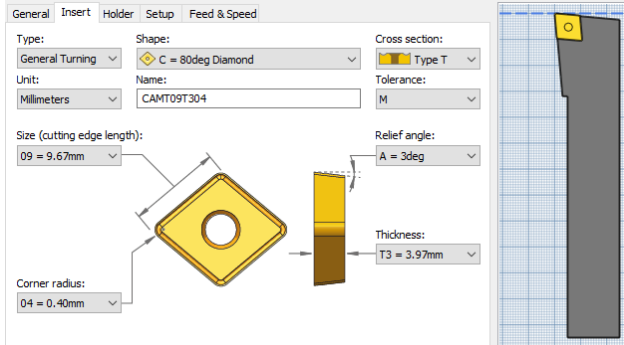 General Insert Holder Setup Feed & Speed
Type: Shape: Cross section:
General Turning C = 80deg Diamond Type T
Unit: Name: Tolerance:
Millimeters CAMT09T304 M
Size (cutting edge length): Relief angle:
09 = 9.67mm A = 3deg
Thickness:
T3 = 3.97mm
Corner radius:
04 = 0.40mm